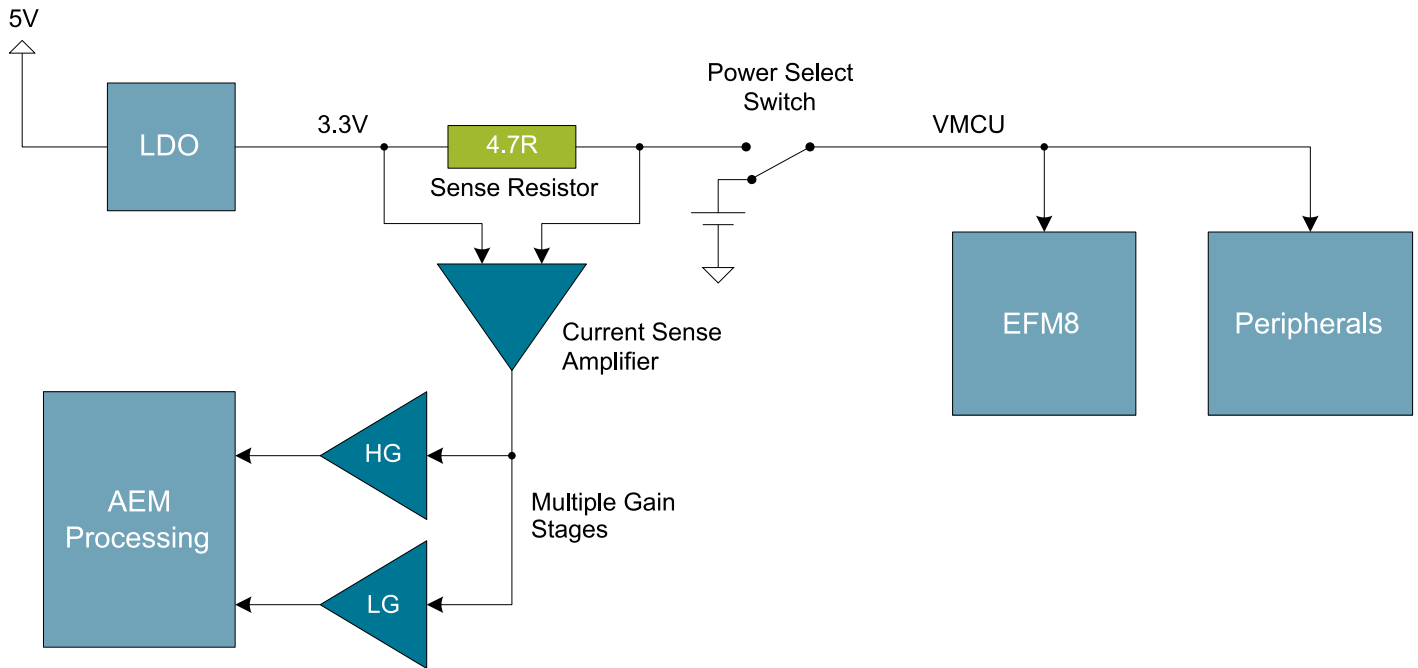 5V
LDO
3.3V
4.7R
Sense Resistor
Power Select
Switch
VMCU
Current Sense
Amplifier
EFM8
Peripherals
HG
AEM
Processing
Multiple Gain
Stages
LG